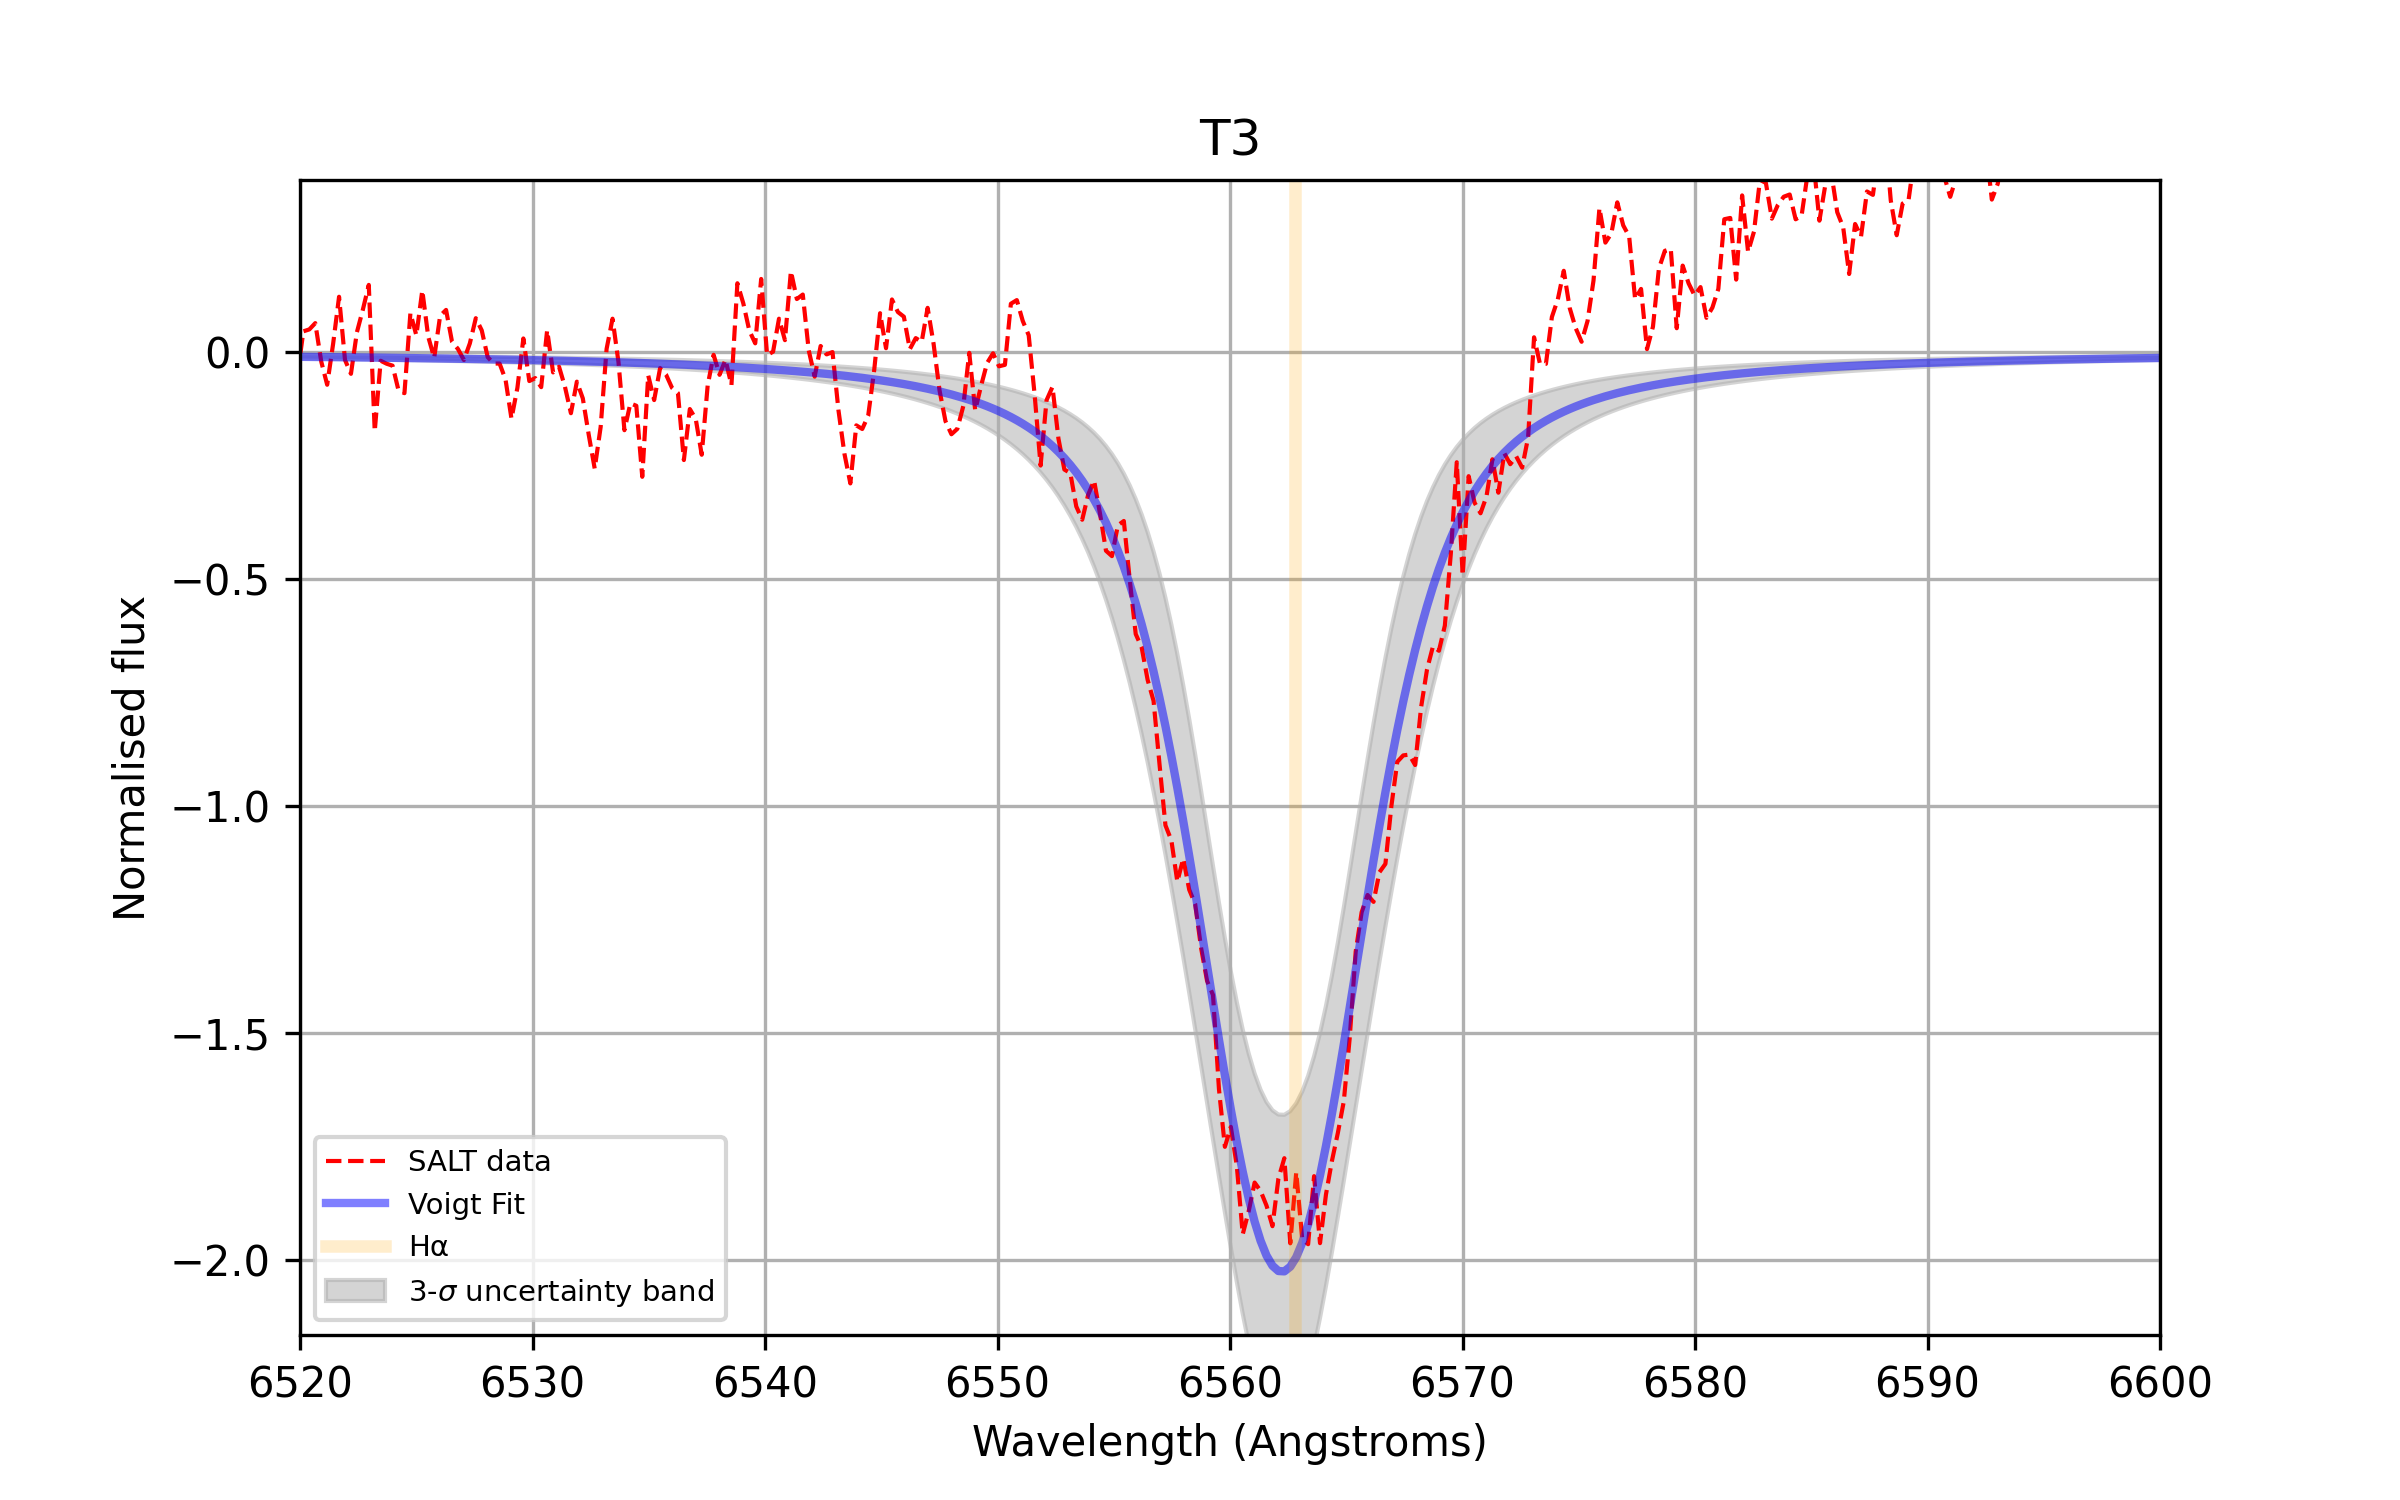 T3
Normalised flux
0.0
−0.5
−1.0
−1.5
−2.0
SALT data
Voigt Fit
Hα
3-σ uncertainty band
6520 6530 6540 6550 6560 6570 6580 6590 6600
Wavelength (Angstroms)